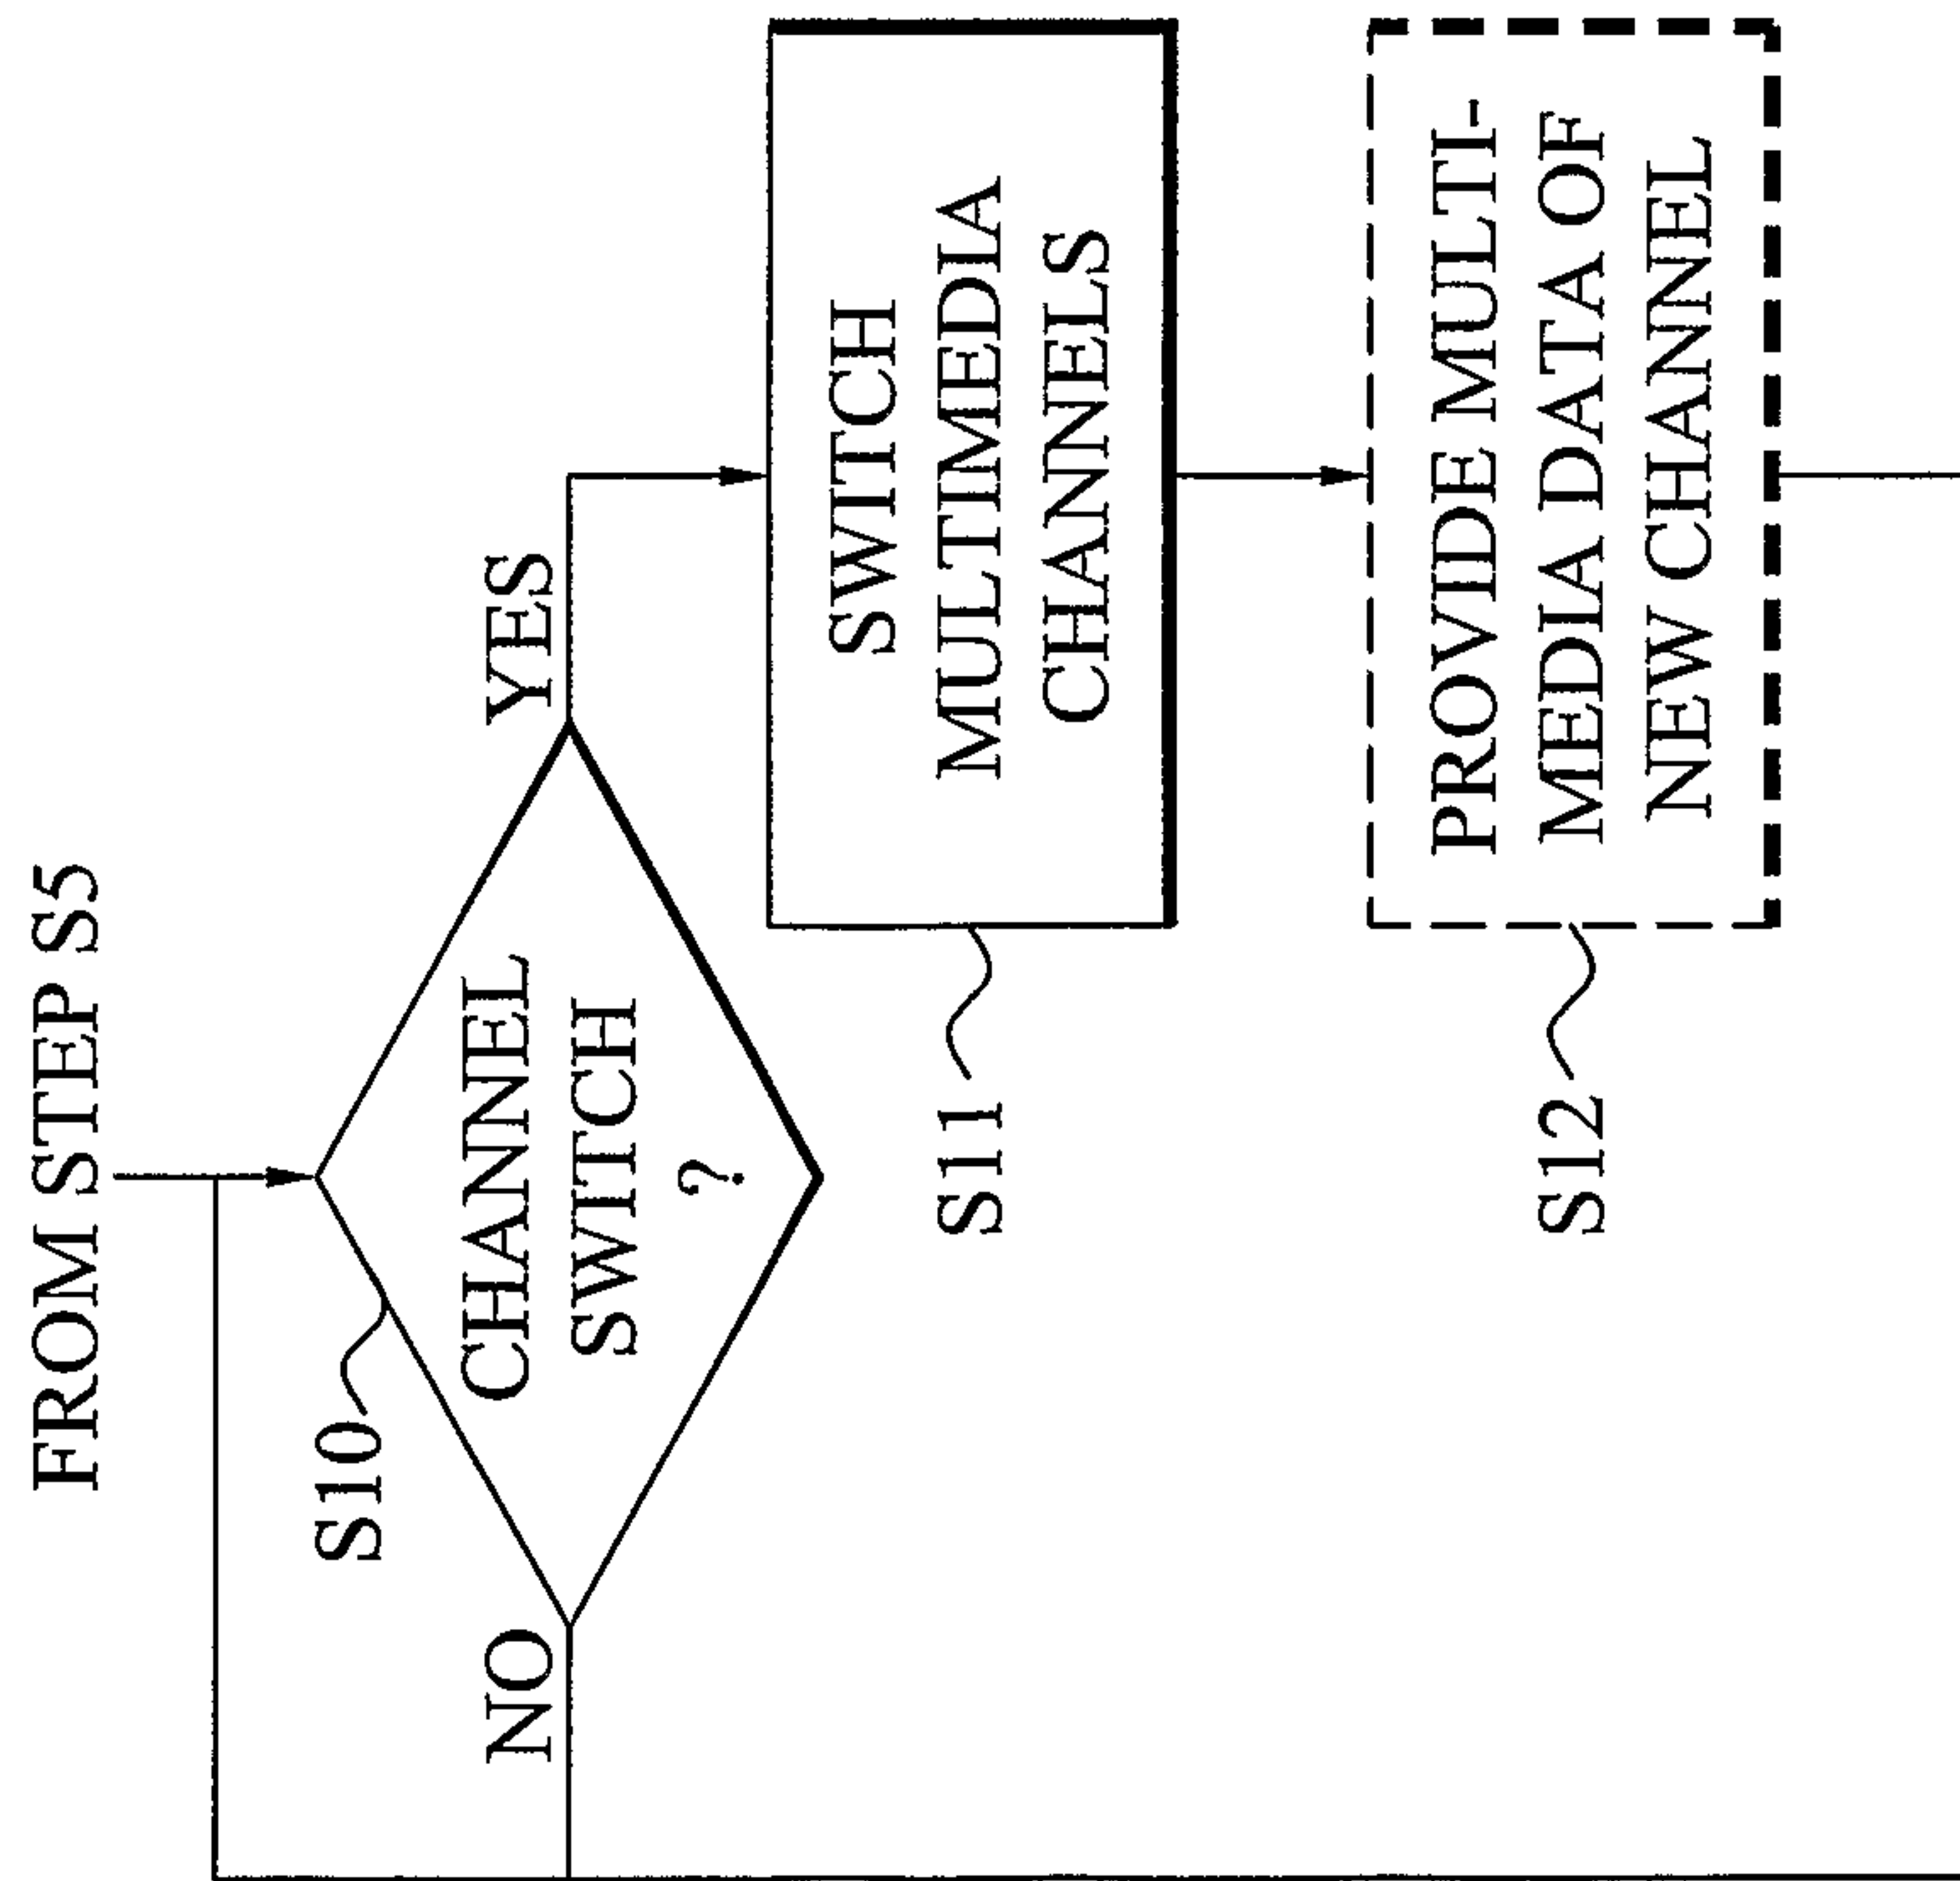 FROM STEP S5
S10
CHANNEL
SWITCH
?
YES
NO
SWITCH
MULTIMEDIA
CHANNELS
S11
PROVIDE MULTI-
MEDIA DATA OF
NEW CHANNEL
S12